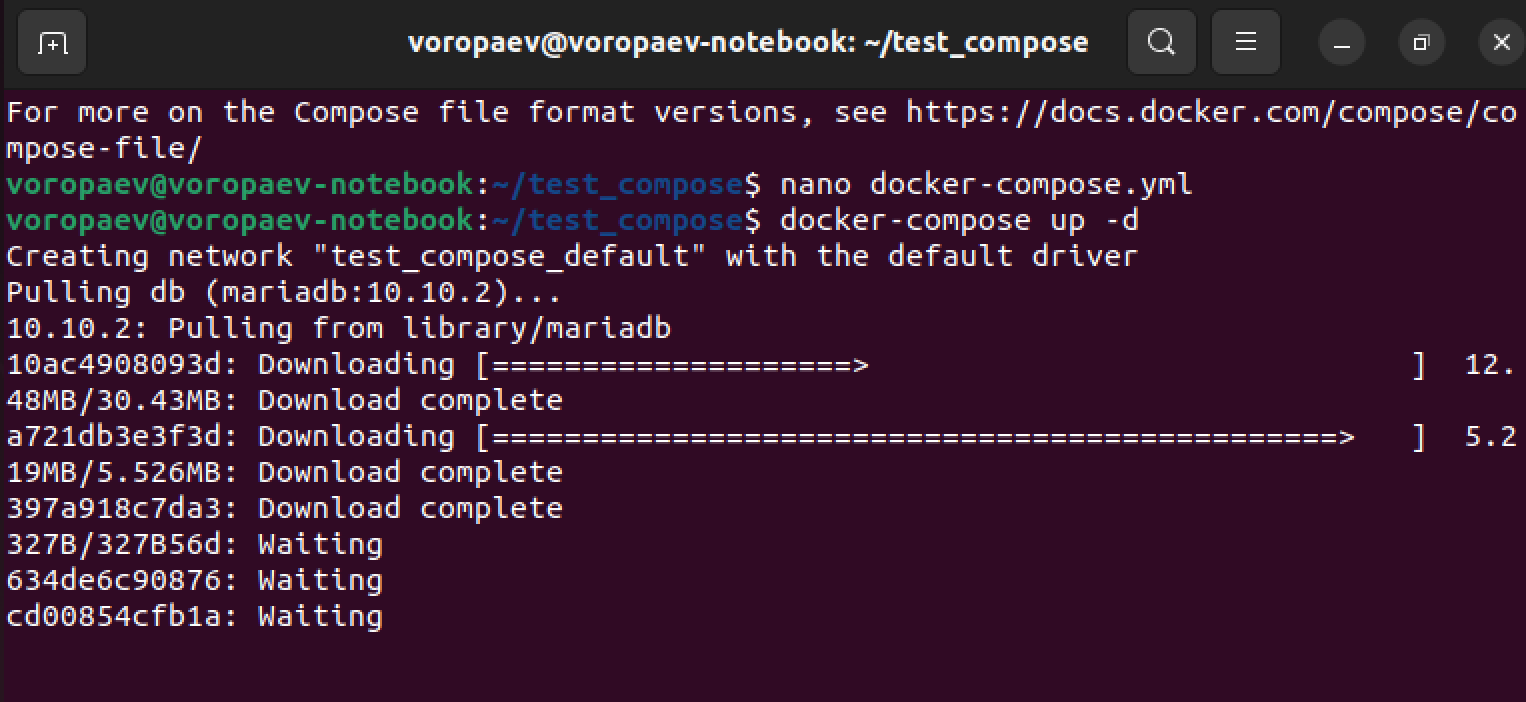 voropaev@voropaev-notebook: ~/test_compose
For more on the Compose file format versions, see https://docs.docker.com/compose/co
mpose-file/
voropaev@voropaev-notebook:~/test_compose$ nano docker-compose.yml
voropaev@voropaev-notebook:~/test_compose$ docker-compose up -d
Creating network "test_compose_default" with the default driver
Pulling db (mariadb:10.10.2)...
10.10.2: Pulling from library/mariadb
10ac4908093d: Downloading [====================>                              ]  12.
48MB/30.43MB: Download complete
a721db3e3f3d: Downloading [===============================================>   ]  5.2
19MB/5.526MB: Download complete
397a918c7da3: Download complete
327B/327B56d: Waiting
634de6c90876: Waiting
cd00854cfb1a: Waiting